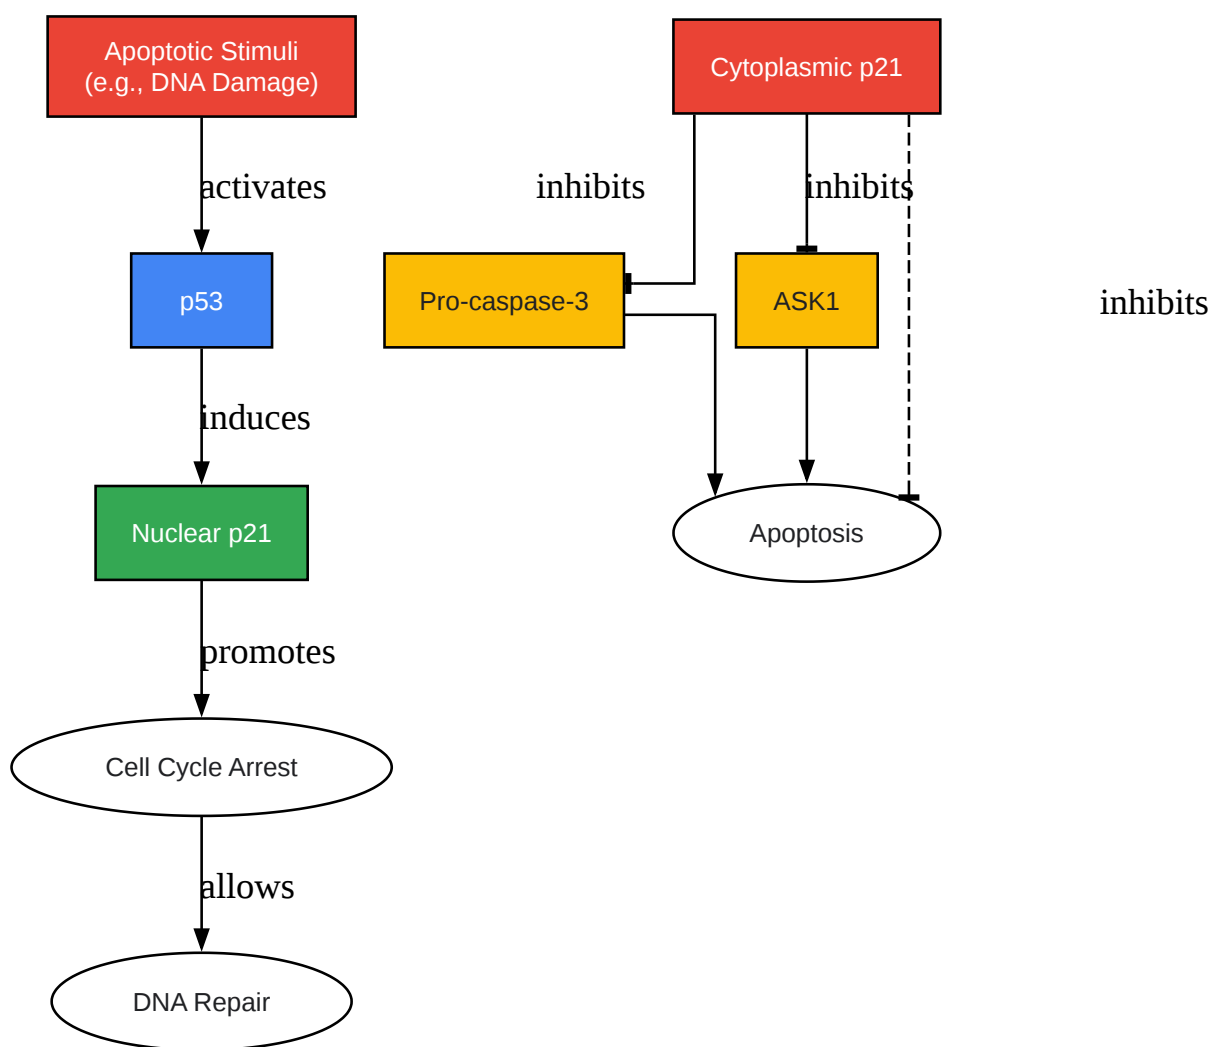 Apoptotic Stimuli
(e.g., DNA Damage)
Cytoplasmic p21
activates
inhibits
inhibits
p53
Pro-caspase-3
ASK1
inhibits
induces
Nuclear p21
Apoptosis
promotes
Cell Cycle Arrest
allows
DNA Repair